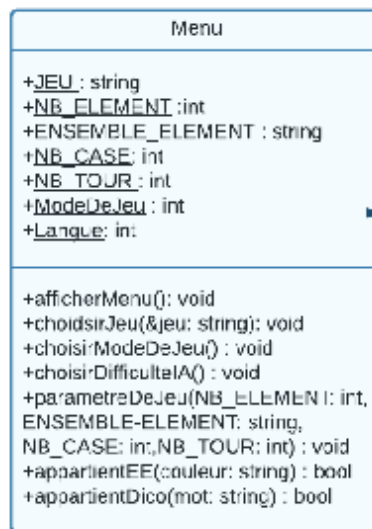 Menu
+JEU : string
+NB_ELEMENT :int
+ENSEMBLE_ELEMENT : string
+NB_CASE: int
+NB_TOUR : int
+ModeDeJeu : int
+Langue: int
+afficherMenu(): void
+choidsirJeu(&jeu: string): void
+choisirModeDeJeu() : void
+choisirDifficulteIA() : void
+parametreDeJeu(NB_ELEMENT: int,
ENSEMBLE-ELEMENT: string,
NB_CASE: int,NB_TOUR: int) : void
+appartientEE(couleur: string) : bool
+appartientDico(mot: string) : bool